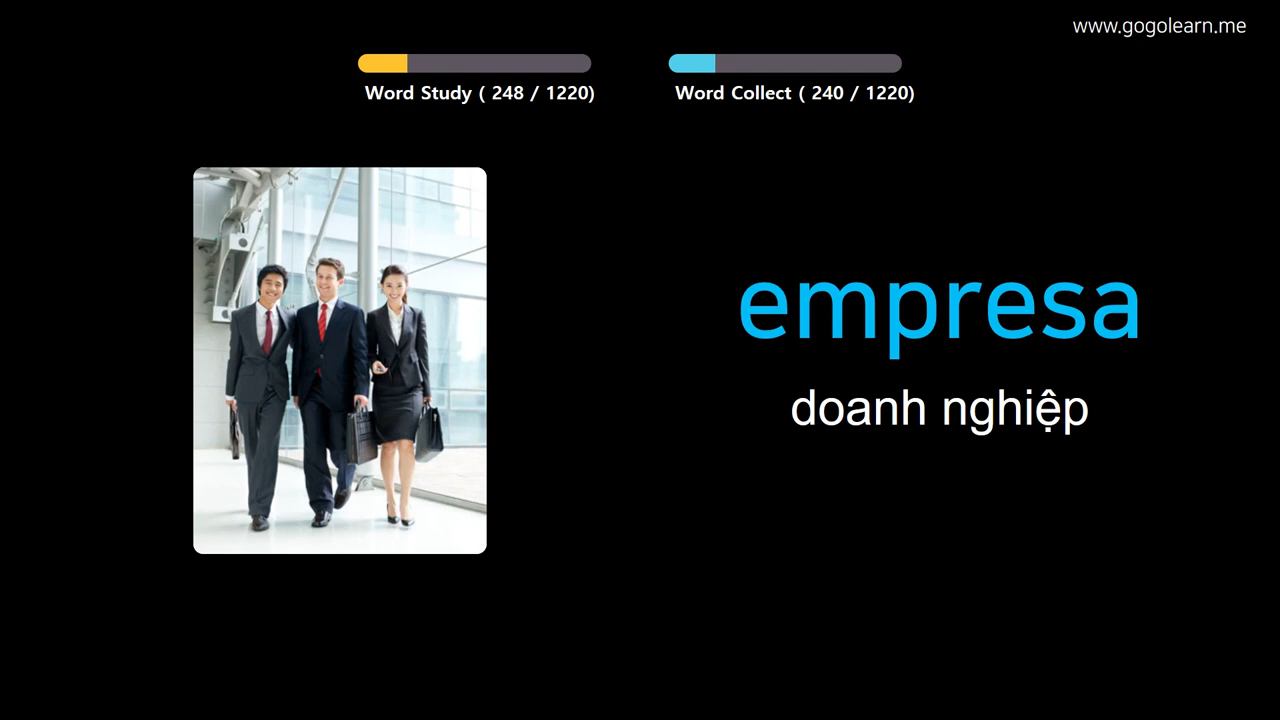 www.gogolearn.me
Word Study ( 248 / 1220)
Word Collect ( 240 / 1220)
empresa
doanh nghiệp